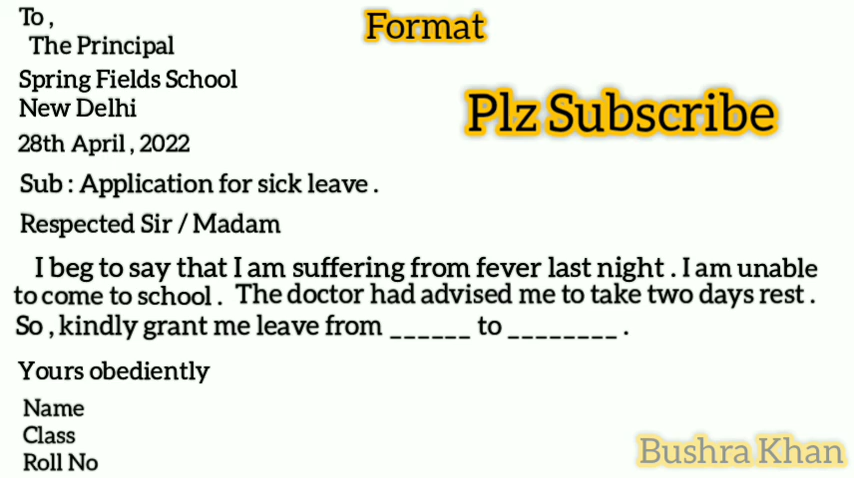 To ,
Format
The Principal
Spring Fields School
New Delhi
Plz Subscribe
28th April , 2022
Sub : Application for sick leave .
Respected Sir / Madam
I beg to say that I am suffering from fever last night . I am unable
to come to school . The doctor had advised me to take two days rest .
So , kindly grant me leave from ______ to ________ .
Yours obediently
Name
Class
Roll No
Bushra Khan